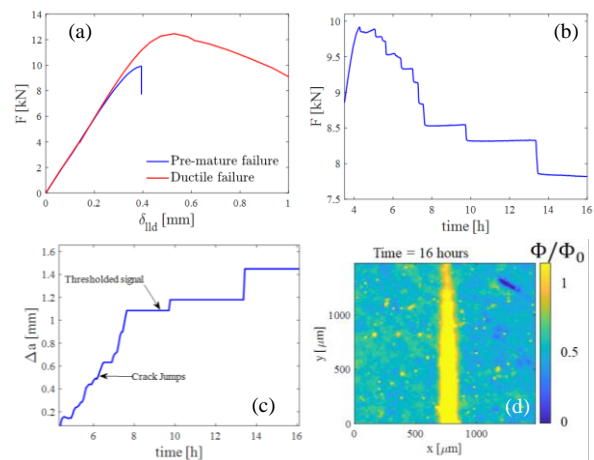 (a)
F [kN]
14
12
10
8
6
4
2
0
Pre-mature failure
Ductile failure
0
0.2
0.4
0.6
0.8
1
δlld [mm]
(b)
F [kN]
10
9.5
9
8.5
8
7.5
4
6
8
10
12
14
16
time [h]
Δa [mm]
1.6
1.4
1.2
1
0.8
0.6
0.4
0.2
Thresholded signal
Crack Jumps
(c)
6
8
10
12
14
16
time [h]
Time = 16 hours
Φ/Φ0
y [μm]
1000
500
0
0
500
1000
x [μm]
(d)
1
0.5
0